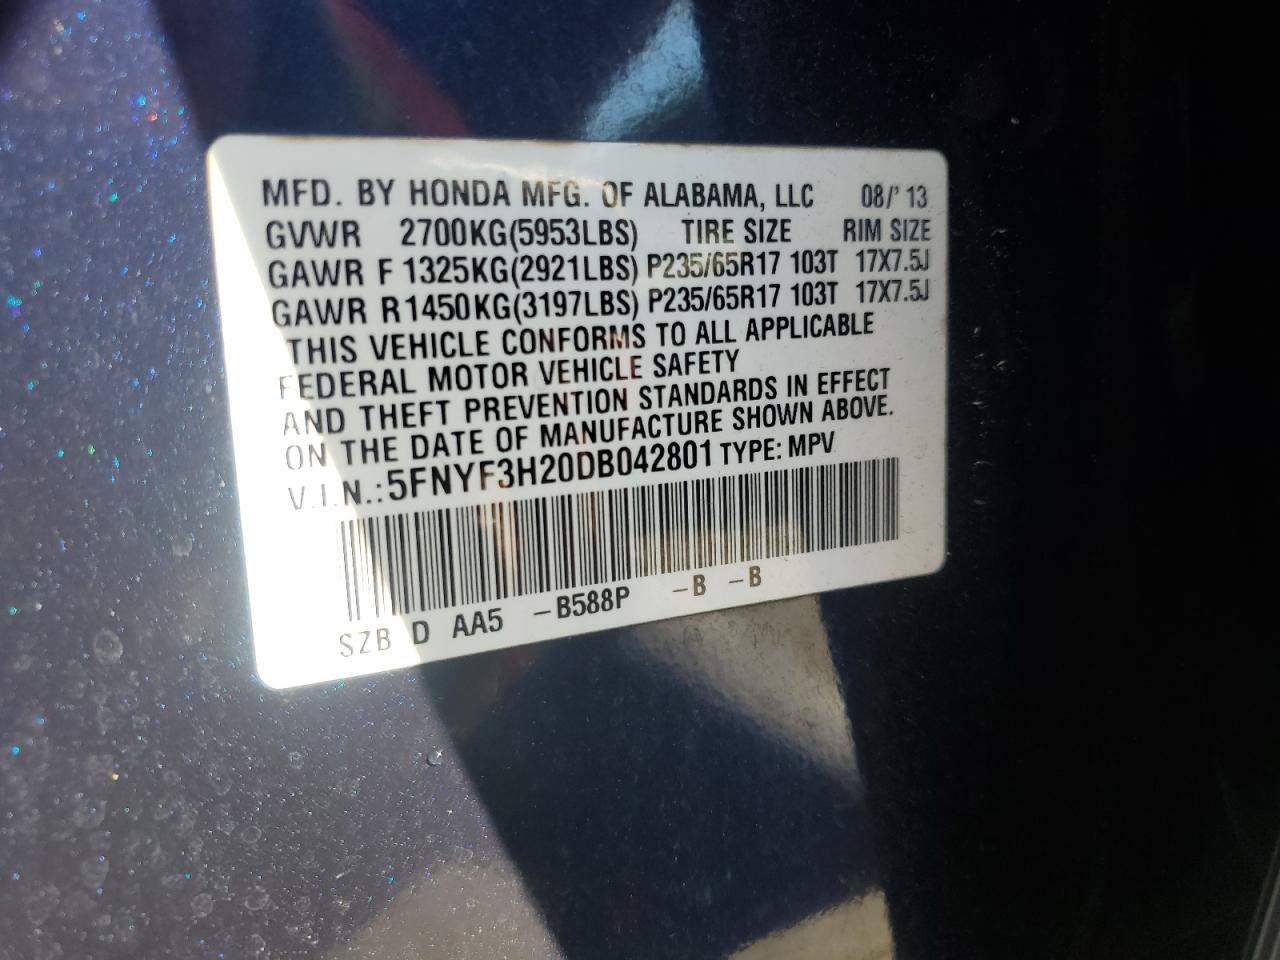 MFD. BY HONDA MFG. OF ALABAMA, LLC 08/'13
GVWR 2700KG(5953LBS) TIRE SIZE RIM SIZE
GAWR F 1325KG(2921LBS) P235/65R17 103T 17X7.5J
GAWR R1450KG(3197LBS) P235/65R17 103T 17X7.5J
THIS VEHICLE CONFORMS TO ALL APPLICABLE
FEDERAL MOTOR VEHICLE SAFETY
AND THEFT PREVENTION STANDARDS IN EFFECT
ON THE DATE OF MANUFACTURE SHOWN ABOVE.
V.I.N.:5FNYF3H20DB042801 TYPE: MPV
SZB D AA5 -B588P -B -B